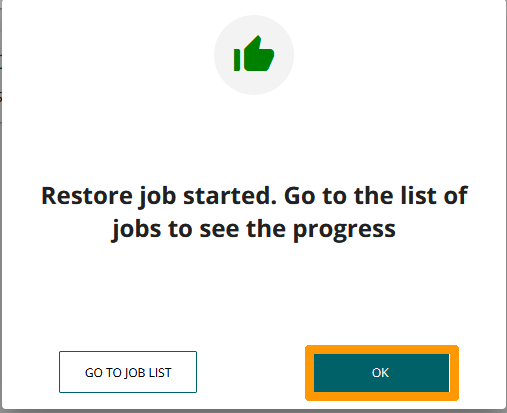 Restore job started. Go to the list of
jobs to see the progress
GO TO JOB LIST
OK